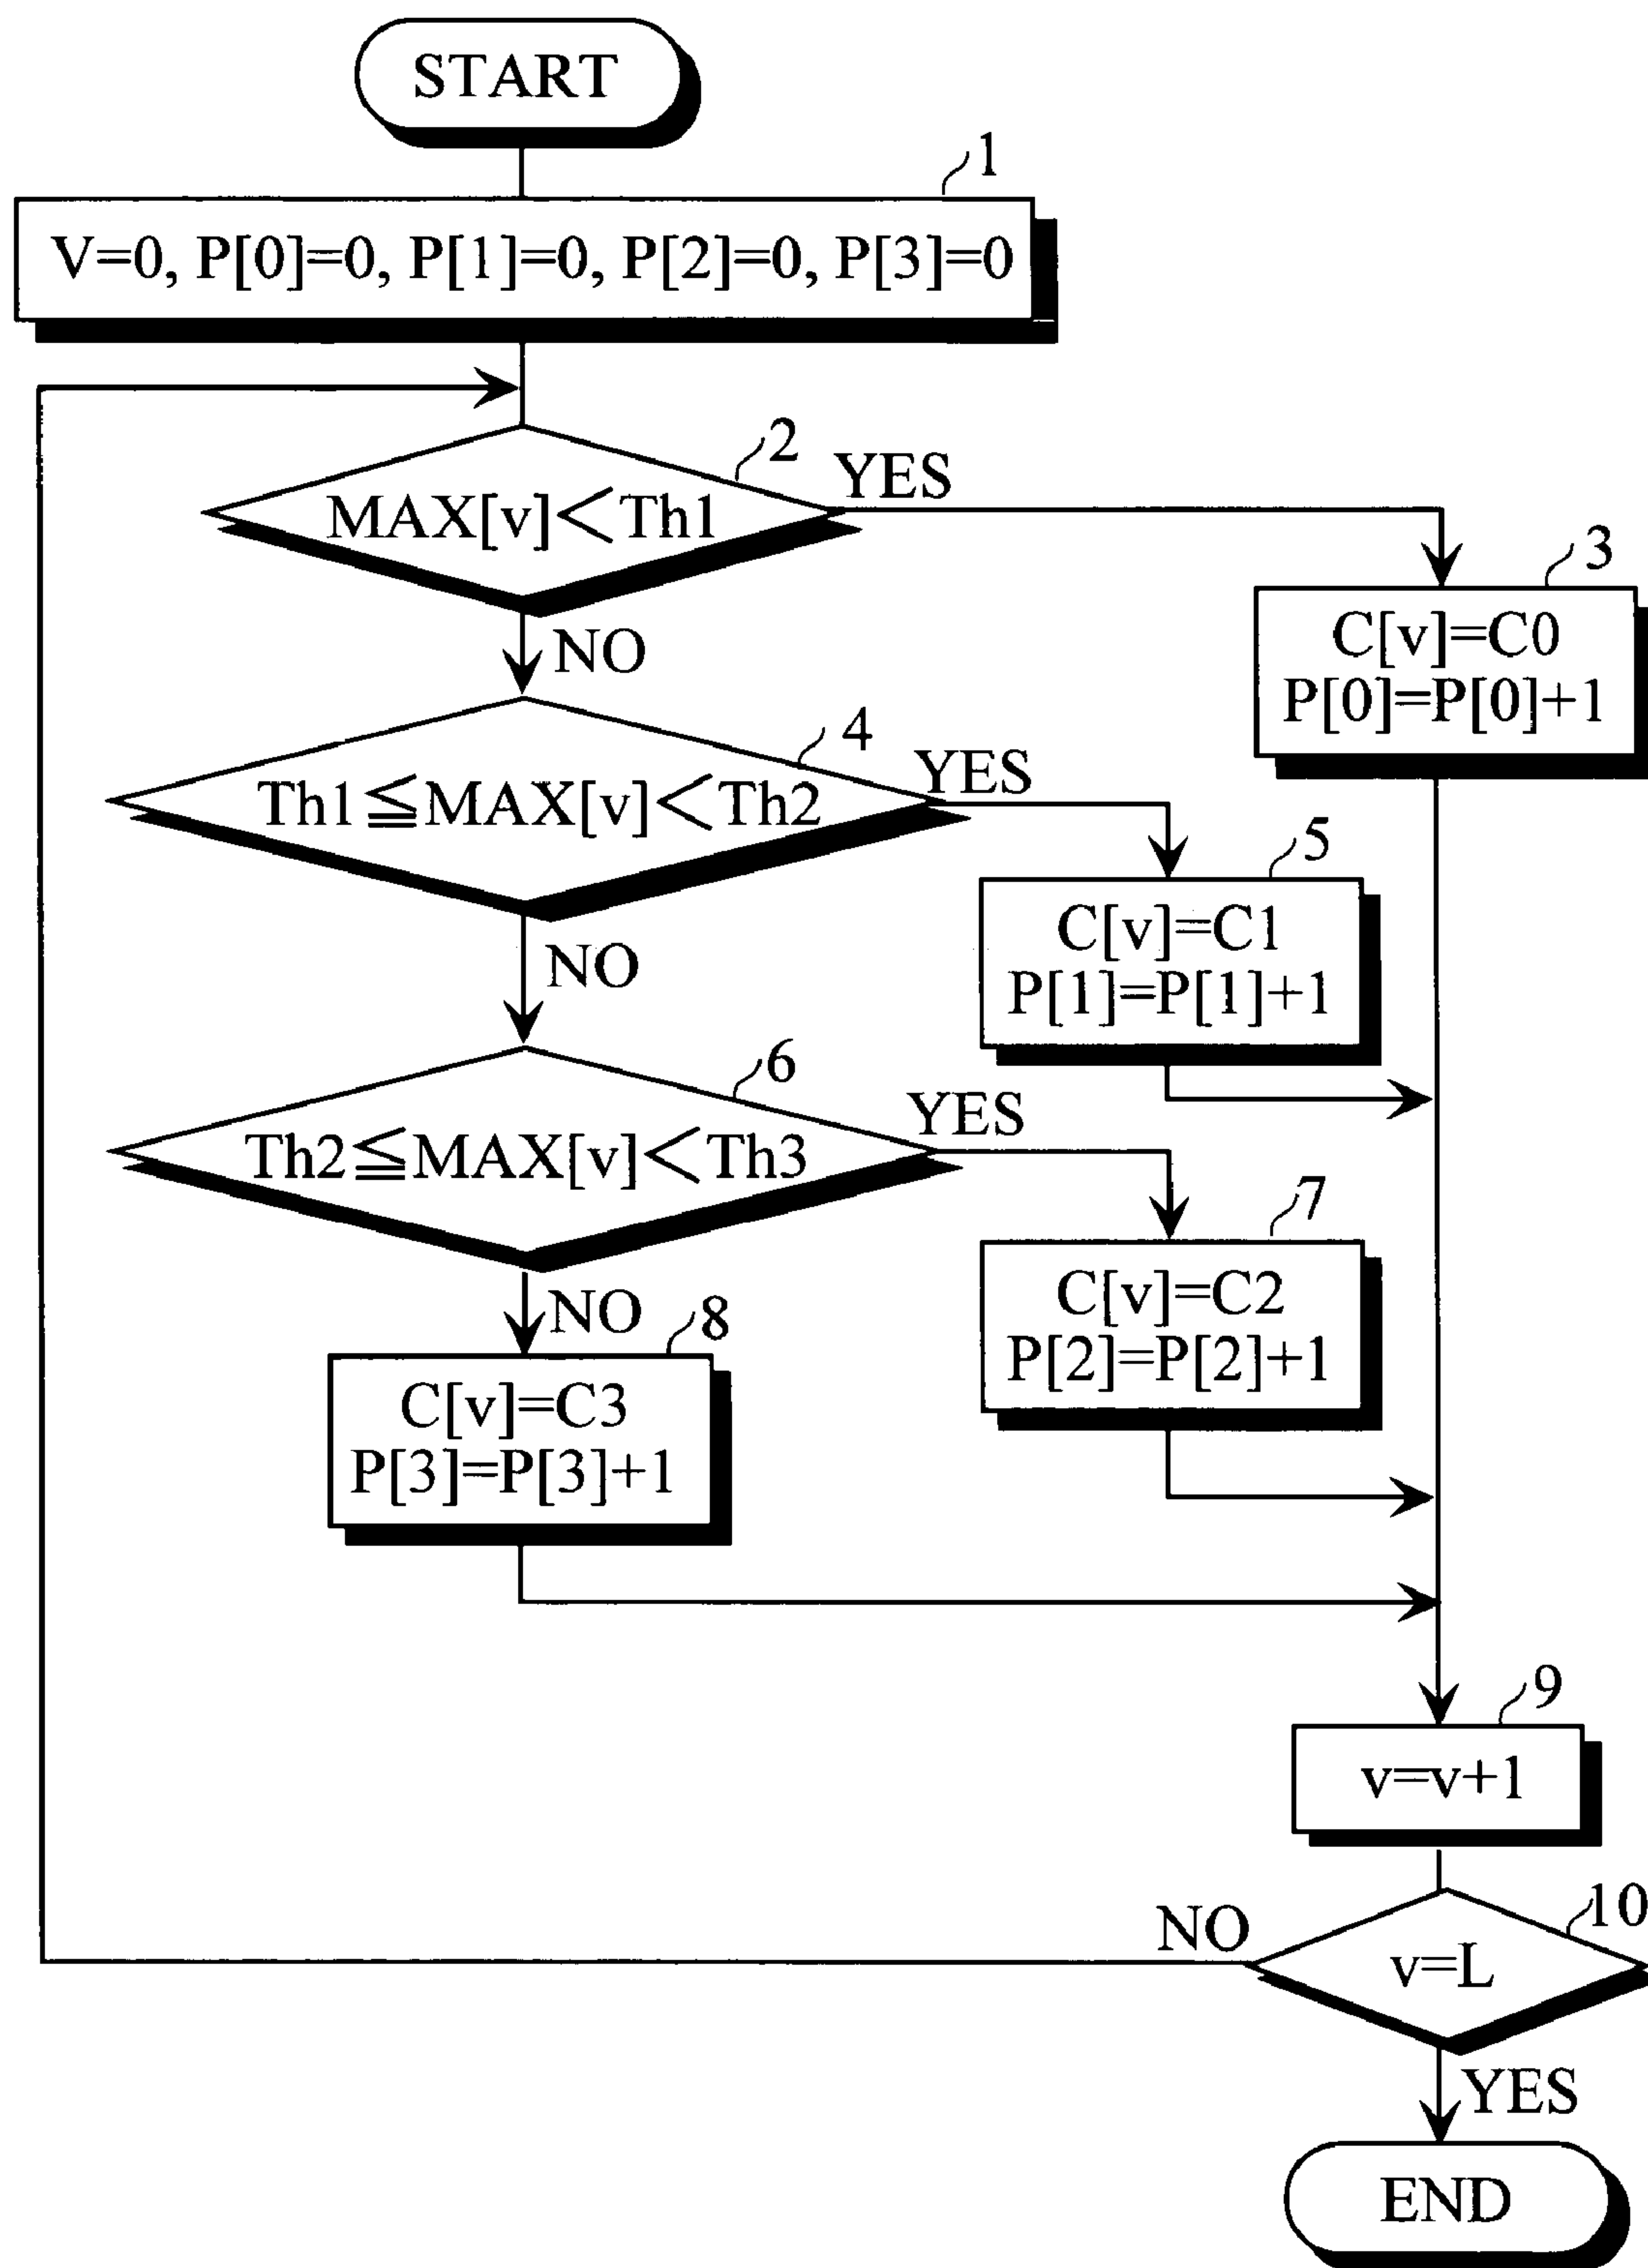 START
1
V=0, P[0]=0, P[1]=0, P[2]=0, P[3]=0
2
YES
MAX[v]<Th1
3
NO
C[v]=C0
P[0]=P[0]+1
4
YES
Th1≦MAX[v]<Th2
5
NO
C[v]=C1
P[1]=P[1]+1
6
YES
Th2≦MAX[v]<Th3
7
NO
C[v]=C2
P[2]=P[2]+1
8
C[v]=C3
P[3]=P[3]+1
9
v=v+1
10
NO
v=L
YES
END